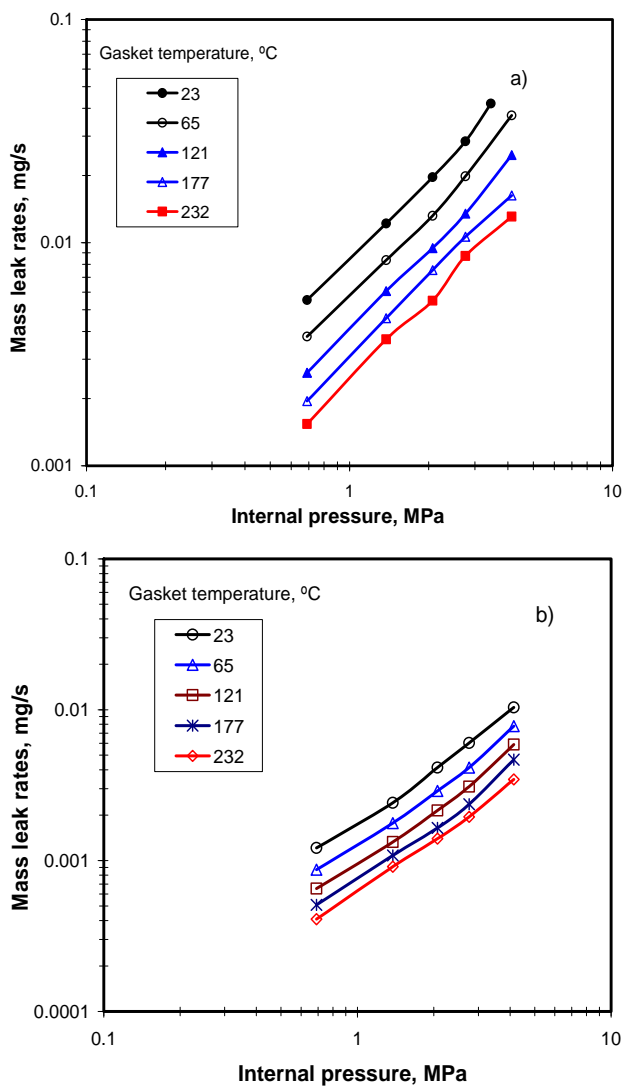 0.1
Gasket temperature, ºC
a)
23
65
121
177
232
0.01
0.001
0.1
1
10
Mass leak rates, mg/s
Internal pressure, MPa
0.1
Gasket temperature, ºC
b)
23
65
121
177
232
0.01
0.001
0.0001
0.1
1
10
Mass leak rates, mg/s
Internal pressure, MPa